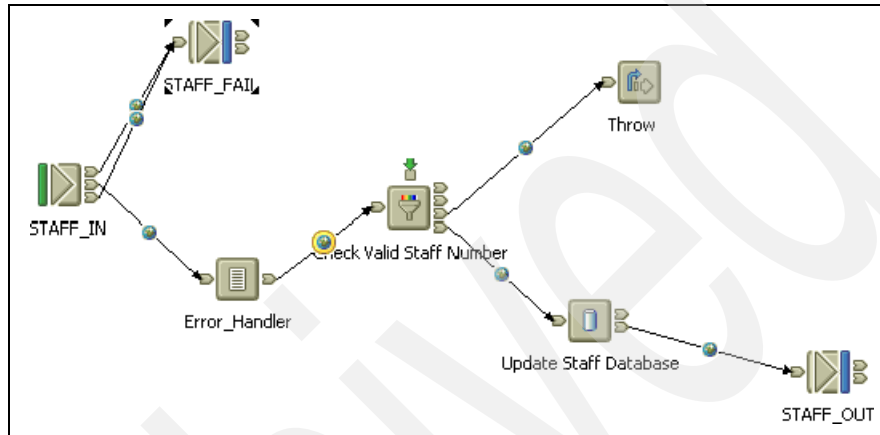 STAFF_FAIL
Throw
STAFF_IN
Check Valid Staff Number
Error_Handler
Update Staff Database
STAFF_OUT